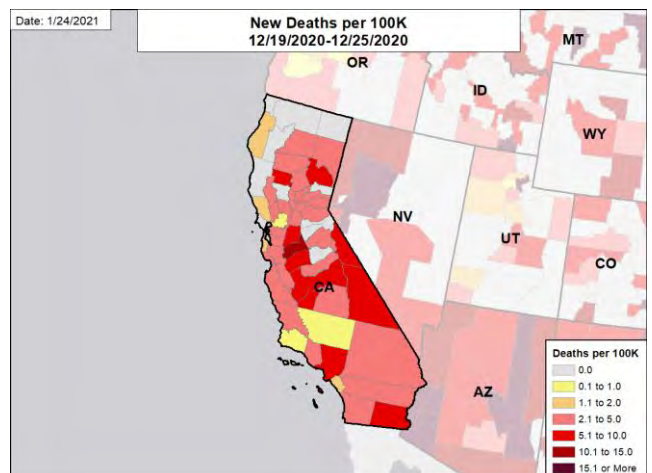 Date: 1/24/2021
New Deaths per 100K
12/19/2020-12/25/2020
MT
OR
ID
WY
NV
UT
CO
CA
AZ
Deaths per 100K
0.0
0.1 to 1.0
1.1 to 2.0
2.1 to 5.0
5.1 to 10.0
10.1 to 15.0
15.1 or More